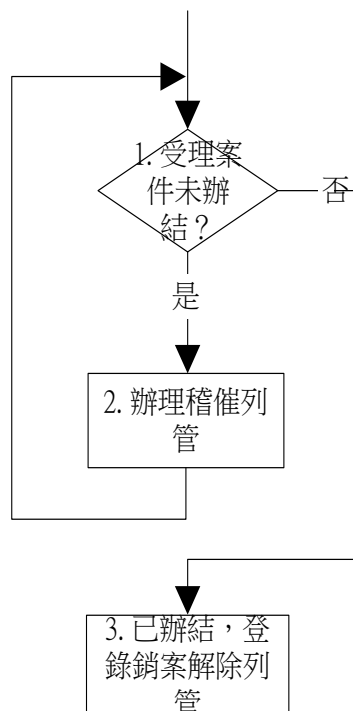 1. 受理案
件未辦
結？
否
是
2. 辦理稽催列
管
3. 已辦結，登
錄銷案解除列
管